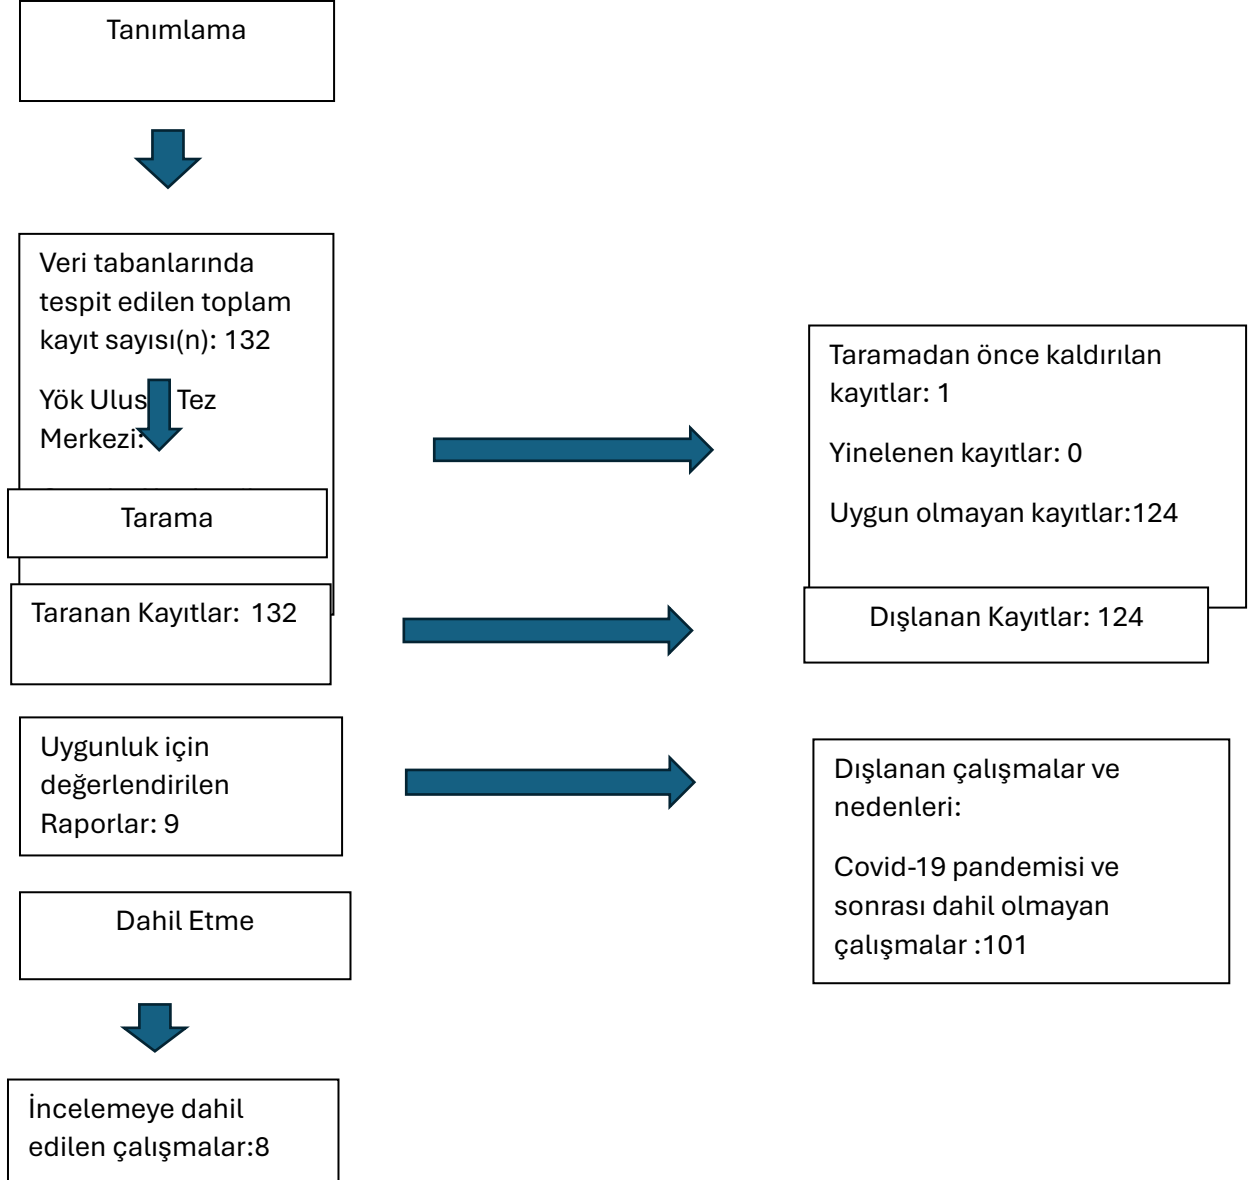 Tanımlama
Veri tabanlarında
tespit edilen toplam
kayıt sayısı(n): 132
Yök Ulus Tez
Merkezi:
Taramadan önce kaldırılan
kayıtlar: 1
Yinelenen kayıtlar: 0
Uygun olmayan kayıtlar:124
Tarama
Taranan Kayıtlar: 132
Dışlanan Kayıtlar: 124
Uygunluk için
değerlendirilen
Raporlar: 9
Dışlanan çalışmalar ve
nedenleri:
Covid-19 pandemisi ve
sonrası dahil olmayan
çalışmalar :101
Dahil Etme
İncelemeye dahil
edilen çalışmalar:8